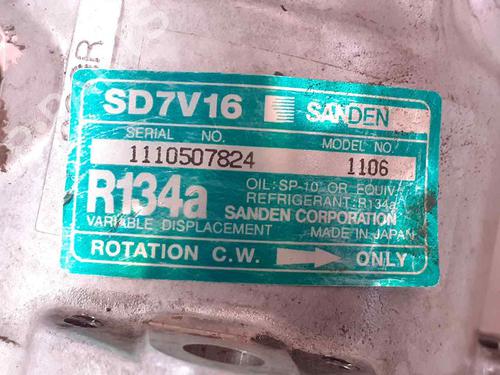 SD7V16 SANDEN
SERIAL NO. MODEL NO
1110507824 1106
R134a
OIL: SP-10 OR EQUIV.
REFRIGERANT: R134a
SANDEN CORPORATION
VARIABLE DISPLACEMENT MADE IN JAPAN
ROTATION C.W. ONLY